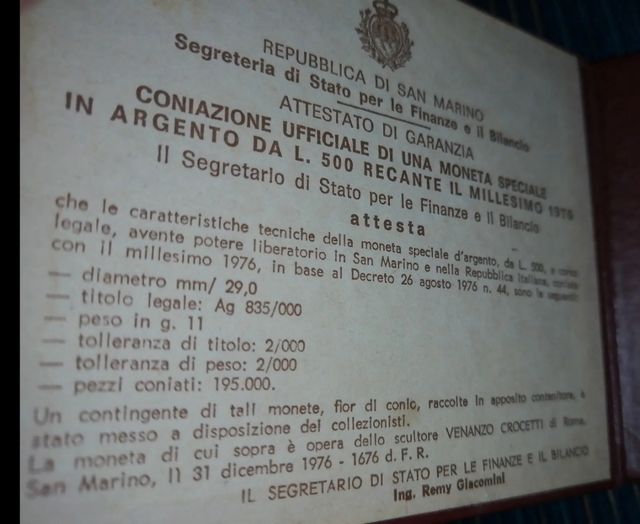 REPUBBLICA DI SAN MARINO
Segreteria di Stato per le Finanze e il Bilancio
ATTESTATO DI GARANZIA
CONIAZIONE UFFICIALE DI UNA MONETA SPECIALE
IN ARGENTO DA L. 500 RECANTE IL MILLESIMO 1976
Il Segretario di Stato per le Finanze e il Bilancio
attesta
che le caratteristiche tecniche della moneta speciale d'argento, da L. 500, a corso
legale, avente potere liberatorio in San Marino e nella Repubblica Italiana, coniata
con il millesimo 1976, in base al Decreto 26 agosto 1976 n. 44, sono le seguenti:
— diametro mm/ 29,0
— titolo legale: Ag 835/000
— peso in g. 11
— tolleranza di titolo: 2/000
— tolleranza di peso: 2/000
— pezzi coniati: 195.000.
Un contingente di tali monete, fior di conio, raccolte in apposito contenitore, è
stato messo a disposizione dei collezionisti.
La moneta di cui sopra è opera dello scultore VENANZO CROCETTI di Roma.
San Marino, lì 31 dicembre 1976 - 1676 d. F. R.
IL SEGRETARIO DI STATO PER LE FINANZE E IL BILANCIO
Ing. Remy Giacomini